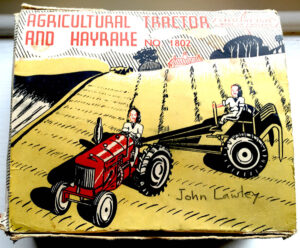 AGRICULTURAL TRACTOR
AND HAYRAKE NO 1802
John Cawley